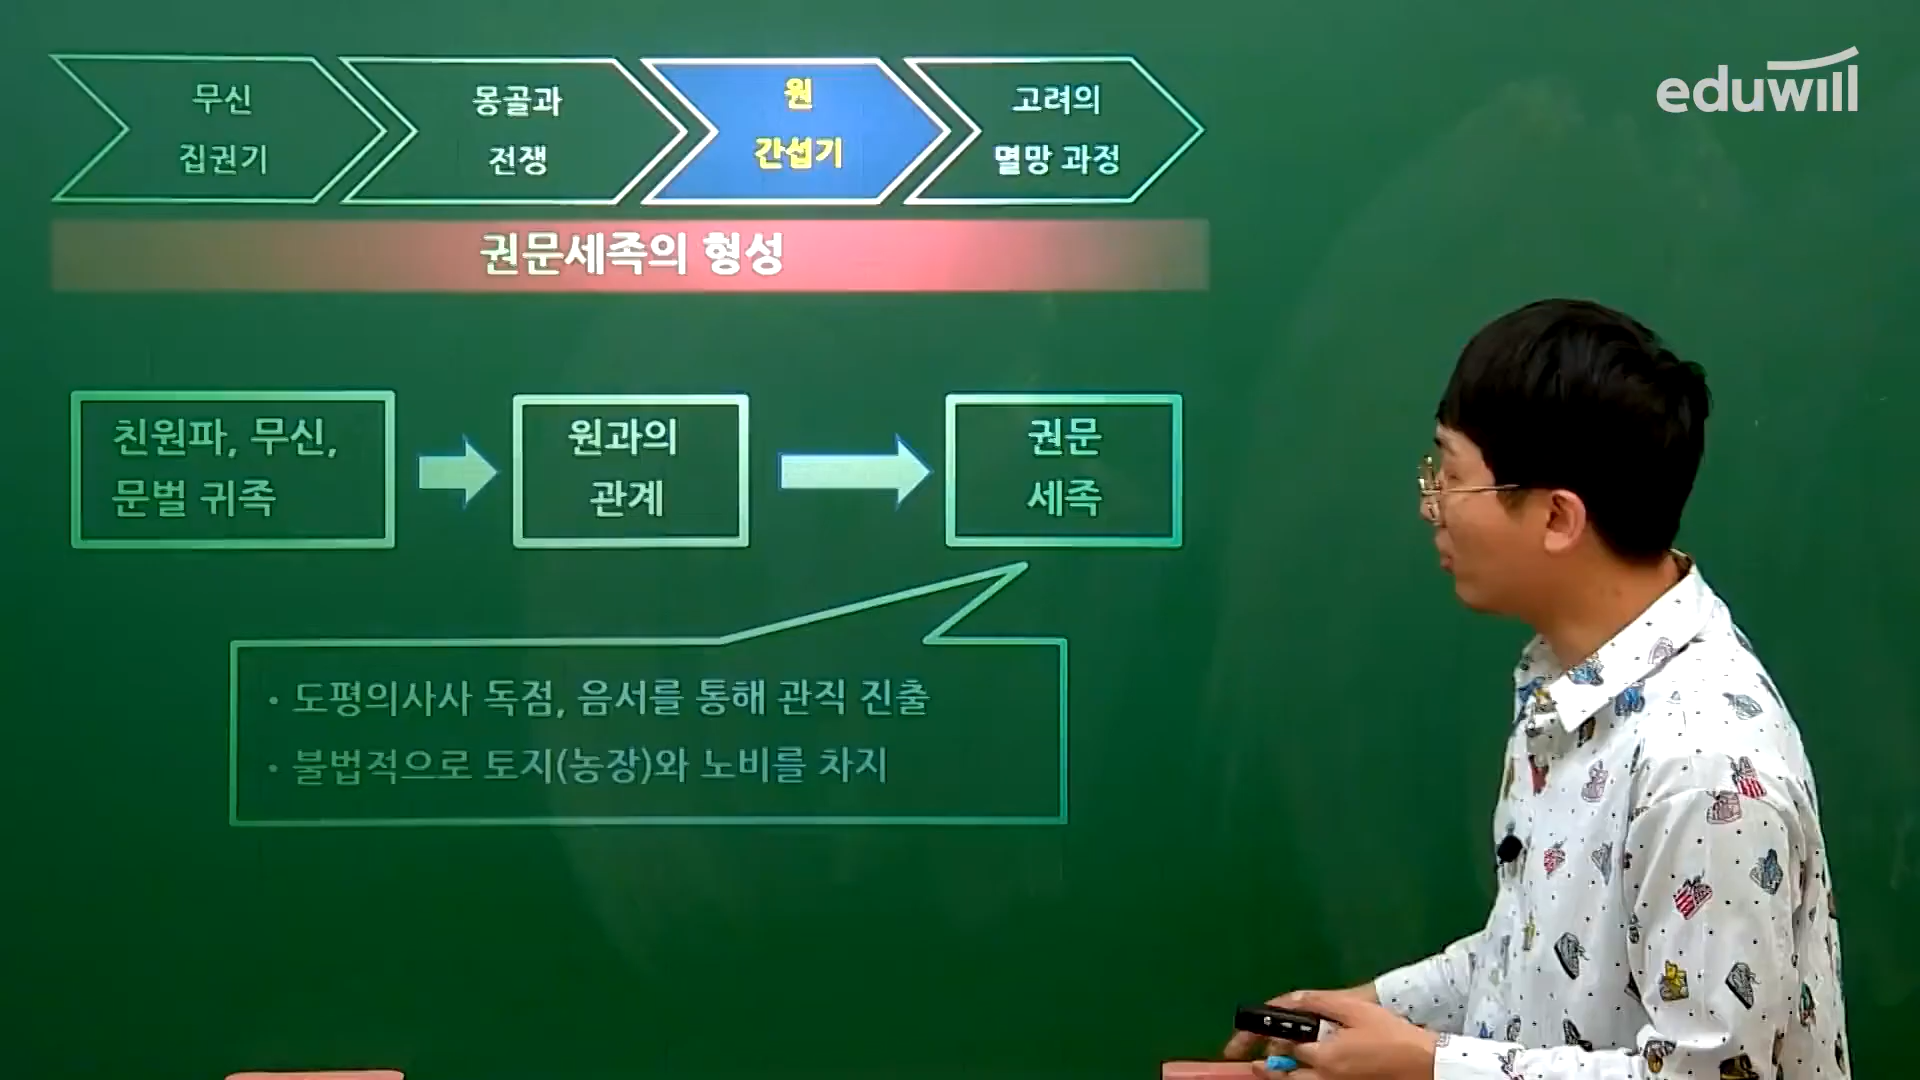 무신
집권기
몽골과
전쟁
원
간섭기
고려의
멸망 과정
eduwill
권문세족의 형성
친원파, 무신,
문벌 귀족
원과의
관계
권문
세족
• 도평의사사 독점, 음서를 통해 관직 진출
• 불법적으로 토지(농장)와 노비를 차지